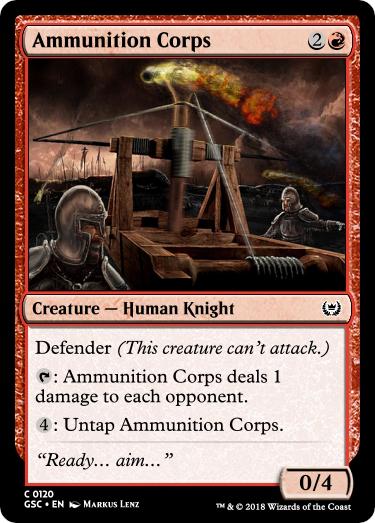 Ammunition Corps 2
Creature — Human Knight
Defender (This creature can't attack.)
: Ammunition Corps deals 1
damage to each opponent.
4: Untap Ammunition Corps.
“Ready... aim...”
0/4
C 0120
GSC • EN Markus Lenz
™ & © 2018 Wizards of the Coast